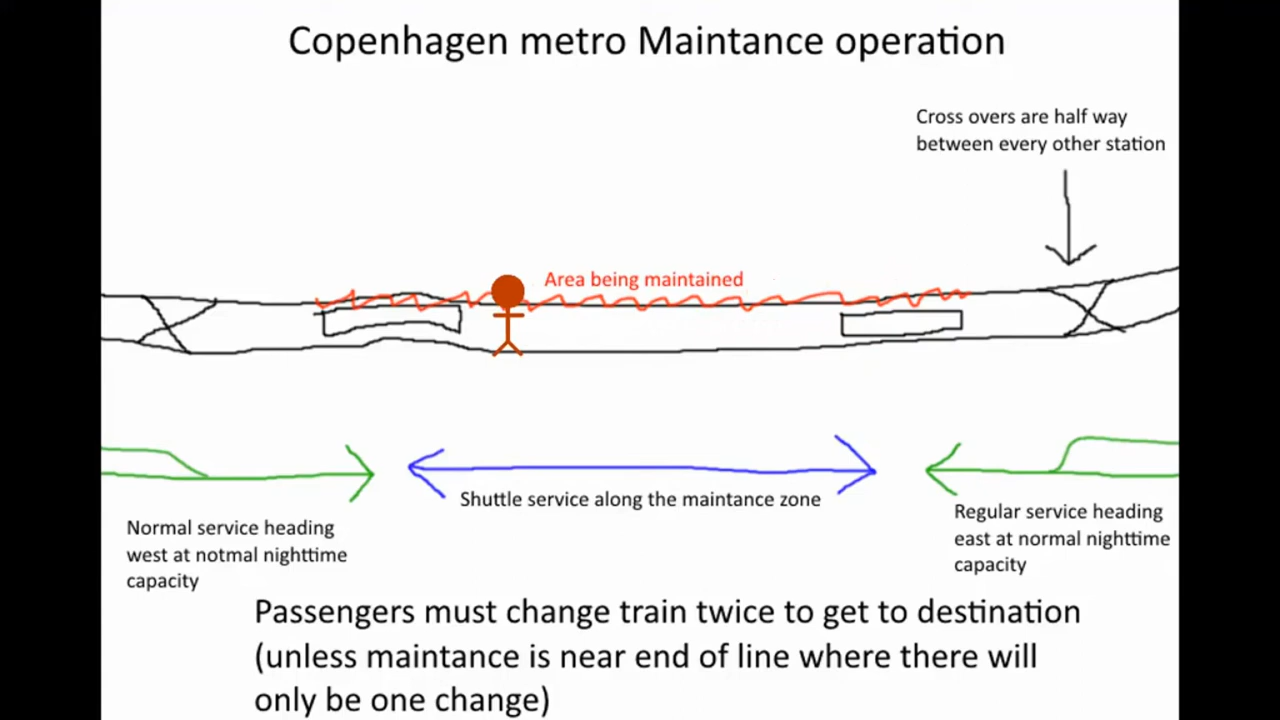 Copenhagen metro Maintance operation
Cross overs are half way
between every other station
Area being maintained
Shuttle service along the maintance zone
Normal service heading
west at notmal nighttime
capacity
Regular service heading
east at normal nighttime
capacity
Passengers must change train twice to get to destination
(unless maintance is near end of line where there will
only be one change)